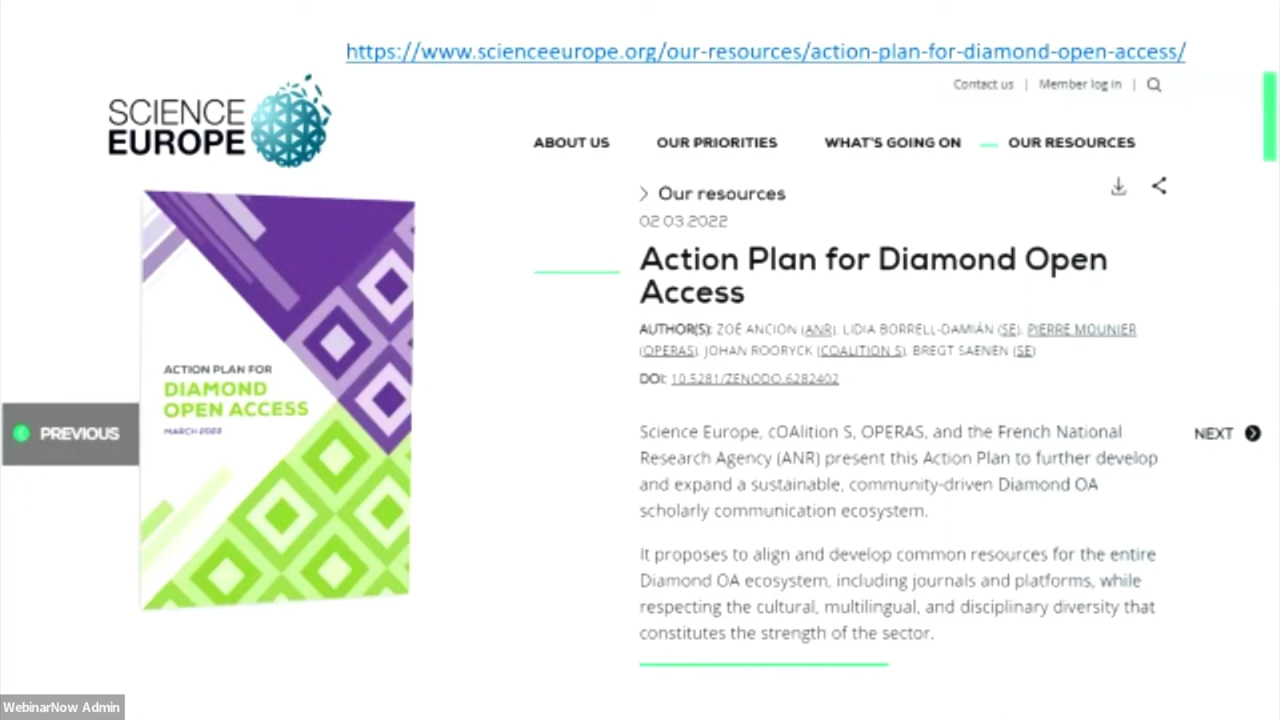 https://www.scienceeurope.org/our-resources/action-plan-for-diamond-open-access/
Contact us | Member log in |
SCIENCE
EUROPE
ABOUT US OUR PRIORITIES WHAT'S GOING ON OUR RESOURCES
Our resources
02 03 2022
Action Plan for Diamond Open
Access
AUTHOR(S): ZOÉ ANCION (ANR), LIDIA BORRELL-DAMIÁN (SE), PIERRE MOUNIER
(OPERAS), JOHAN ROORYCK (COALITION S), BREGT SAENEN (SE)
DOI: 10.5281/ZENODO.6282402
ACTION PLAN FOR
DIAMOND
OPEN ACCESS
MARCH 2022
PREVIOUS
NEXT
Science Europe, cOAlition S, OPERAS, and the French National
Research Agency (ANR) present this Action Plan to further develop
and expand a sustainable, community-driven Diamond OA
scholarly communication ecosystem.
It proposes to align and develop common resources for the entire
Diamond OA ecosystem, including journals and platforms, while
respecting the cultural, multilingual, and disciplinary diversity that
constitutes the strength of the sector.
WebinarNow Admin